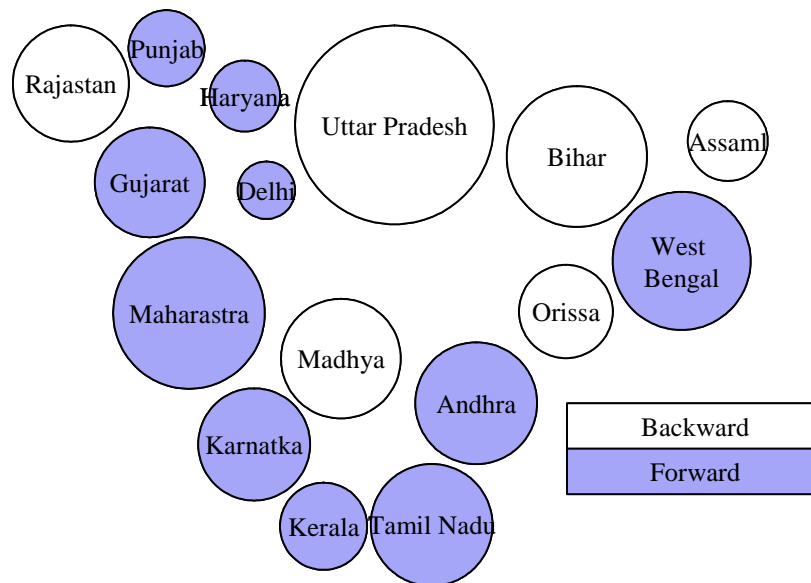 Punjab
Rajastan
Haryana
Uttar Pradesh
Bihar
Assaml
Gujarat
Delhi
West
Bengal
Maharastra
Orissa
Madhya
Andhra
Karnatka
Kerala
Tamil Nadu
Backward
Forward